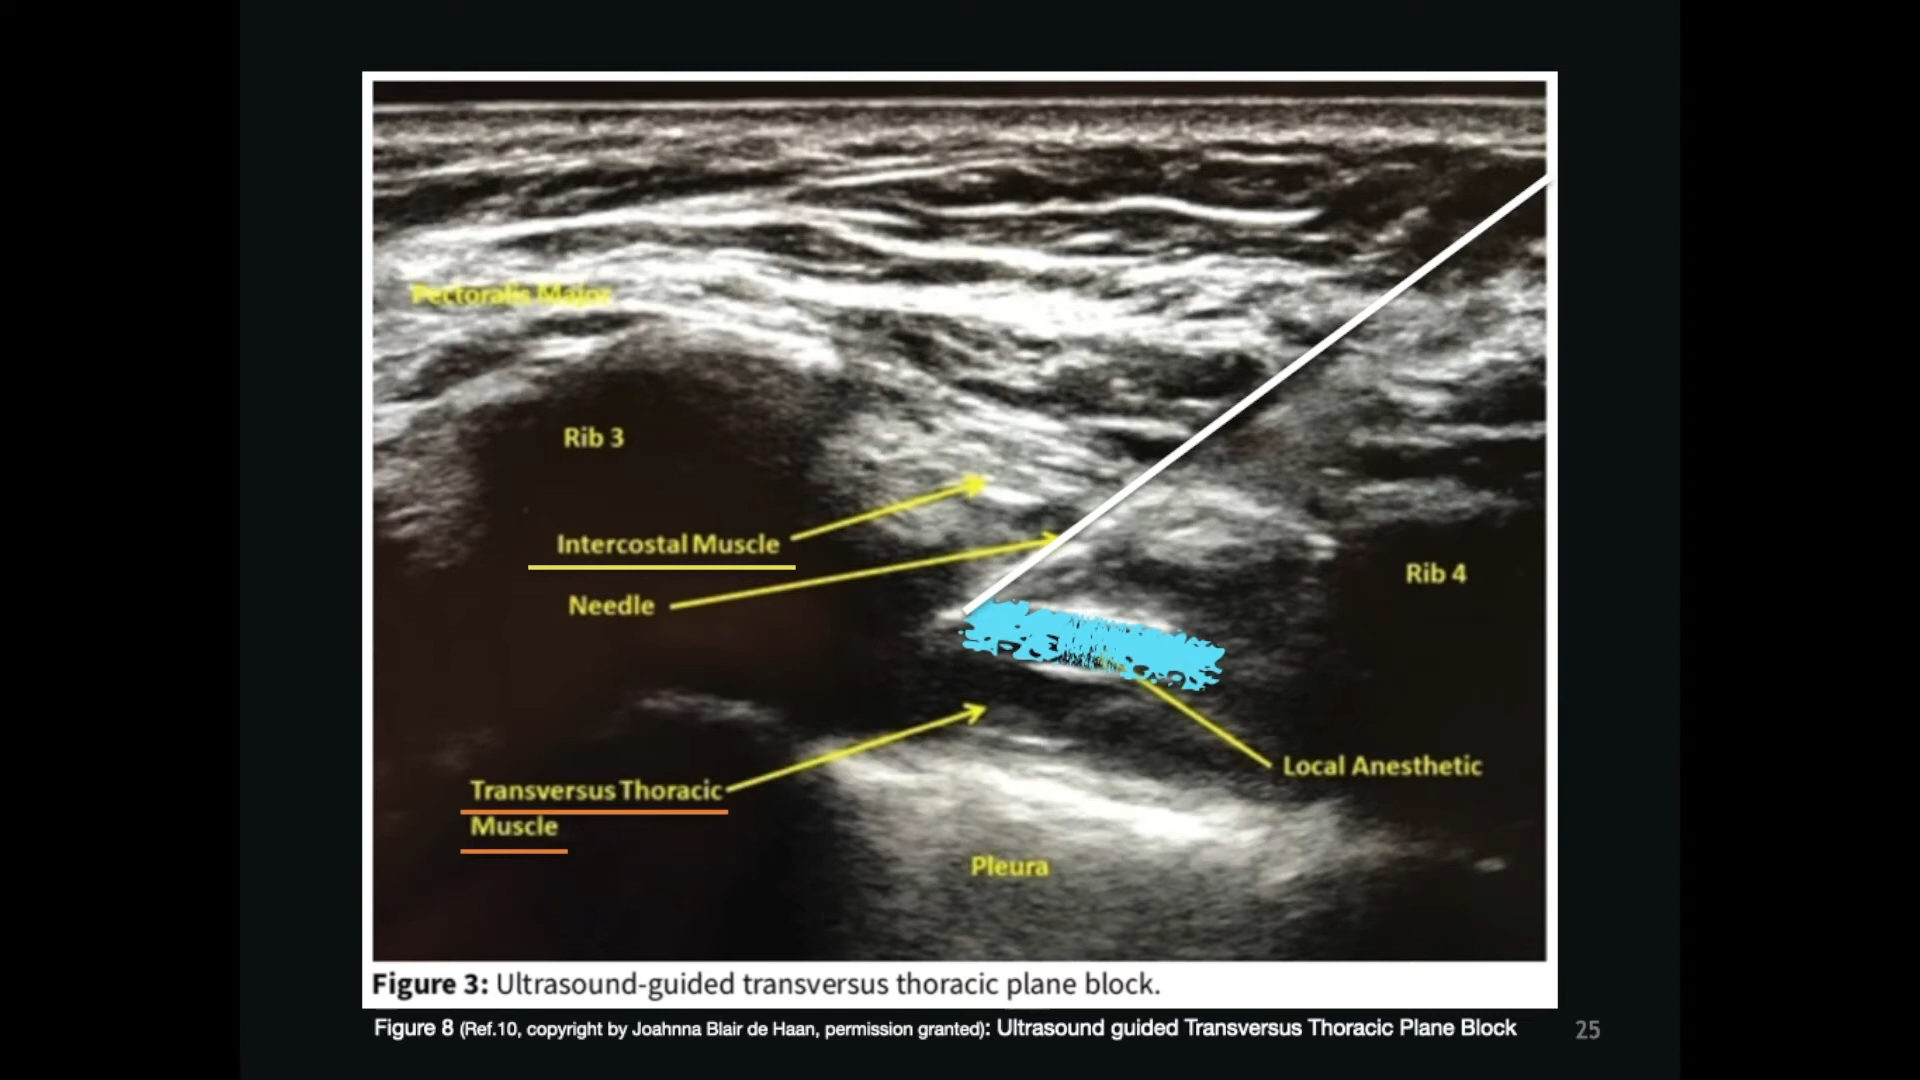 Pectoralis Major
Rib 3
Intercostal Muscle
Rib 4
Needle
Local Anesthetic
Transversus Thoracic
Muscle
Pleura
Figure 3: Ultrasound-guided transversus thoracic plane block.
Figure 8 (Ref.10, copyright by Joahnna Blair de Haan, permission granted): Ultrasound guided Transversus Thoracic Plane Block
25